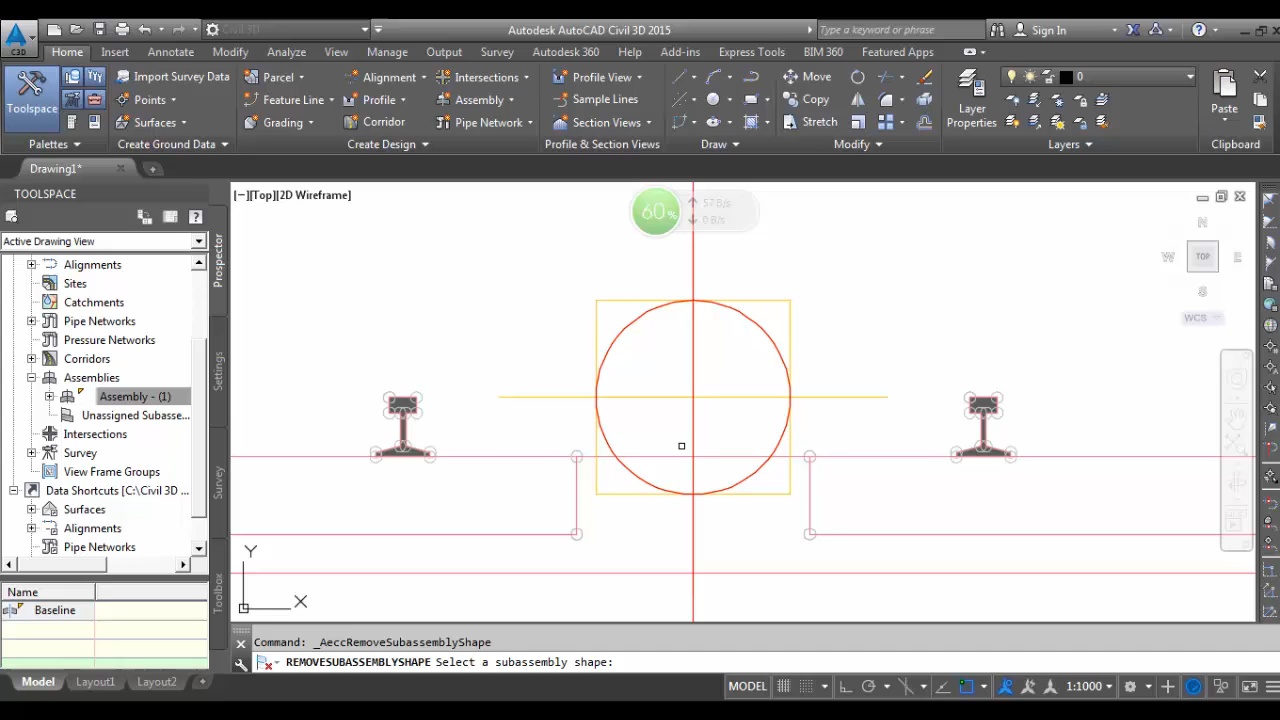 C3D
Civil 3D
Autodesk AutoCAD Civil 3D 2015
Type a keyword or phrase
Sign In
Home Insert Annotate Modify Analyze View Manage Output Survey Autodesk 360 Help Add-ins Express Tools BIM 360 Featured Apps
Toolspace
Import Survey Data
Points
Surfaces
Parcel
Feature Line
Grading
Alignment
Profile
Corridor
Intersections
Assembly
Pipe Network
Profile View
Sample Lines
Section Views
Move
Copy
Stretch
Layer
Properties
0
Paste
Palettes
Create Ground Data
Create Design
Profile & Section Views
Draw
Modify
Layers
Clipboard
Drawing1*
TOOLSPACE
Active Drawing View
Alignments
Sites
Catchments
Pipe Networks
Pressure Networks
Corridors
Assemblies
Assembly - (1)
Unassigned Subasse...
Intersections
Survey
View Frame Groups
Data Shortcuts [C:\Civil 3D ...
Surfaces
Alignments
Pipe Networks
Prospector
Settings
Survey
Toolbox
Name
Baseline
[−][Top][2D Wireframe]
60%
N
W
TOP
E
S
WCS
Y
X
Command: _AeccRemoveSubassemblyShape
REMOVESUBASSEMBLYSHAPE Select a subassembly shape:
Model Layout1 Layout2 +
MODEL
1:1000